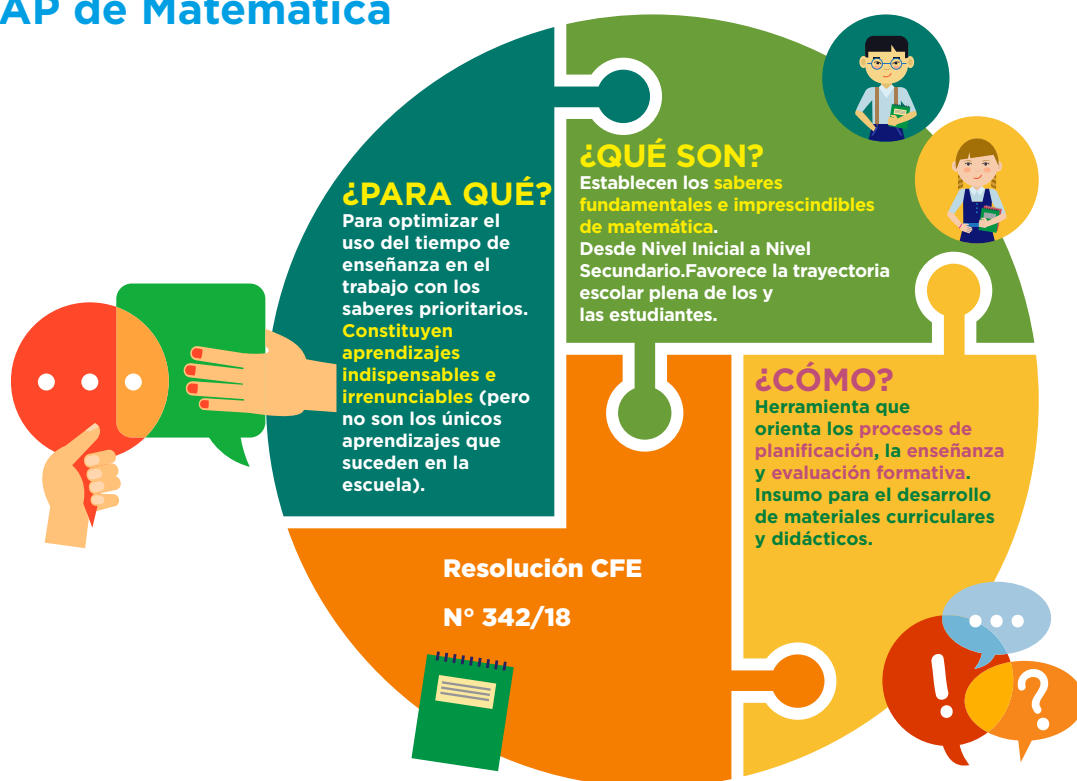 AP de Matemática
¿PARA QUÉ?
Para optimizar el
uso del tiempo de
enseñanza en el
trabajo con los
saberes prioritarios.
Constituyen
aprendizajes
indispensables e
irrenunciables (pero
no son los únicos
aprendizajes que
suceden en la
escuela).
¿QUÉ SON?
Establecen los saberes
fundamentales e imprescindibles
de matemática.
Desde Nivel Inicial a Nivel
Secundario.Favorece la trayectoria
escolar plena de los y
las estudiantes.
¿CÓMO?
Herramienta que
orienta los procesos de
planificación, la enseñanza
y evaluación formativa.
Insumo para el desarrollo
de materiales curriculares
y didácticos.
Resolución CFE
N° 342/18